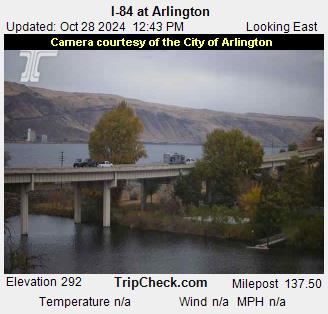 I-84 at Arlington
Updated: Oct 28 2024 12:43 PM Looking East
Camera courtesy of the City of Arlington
Elevation 292 TripCheck.com Milepost 137.50
Temperature n/a Wind n/a MPH n/a